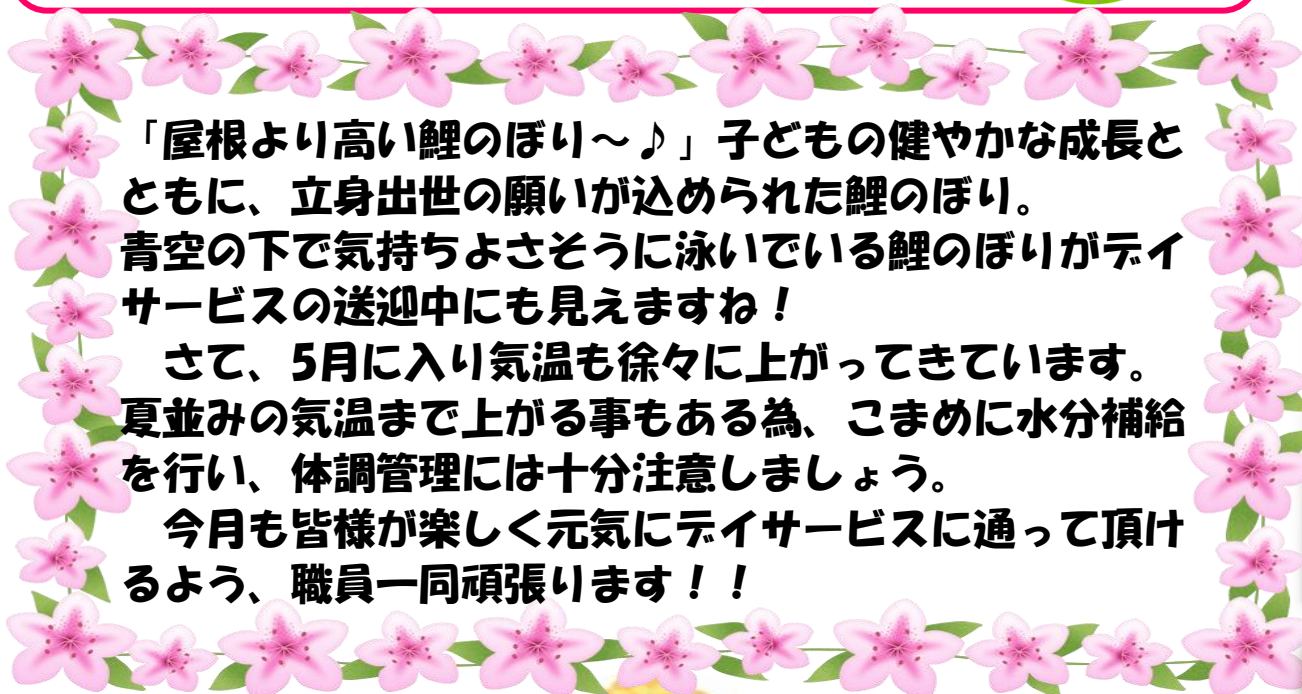 「屋根より高い鯉のぼり～♪」子どもの健やかな成長と
ともに、立身出世の願いが込められた鯉のぼり。
青空の下で気持ちよさそうに泳いでいる鯉のぼりがデイ
サービスの送迎中にも見えますね！
　さて、5月に入り気温も徐々に上がってきています。
夏並みの気温まで上がる事もある為、こまめに水分補給
を行い、体調管理には十分注意しましょう。
　今月も皆様が楽しく元気にデイサービスに通って頂け
るよう、職員一同頑張ります！！